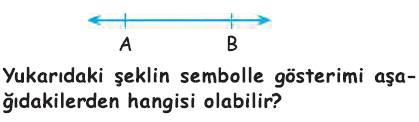 A B
Yukarıdaki şeklin sembolle gösterimi aşa-
ğıdakilerden hangisi olabilir?